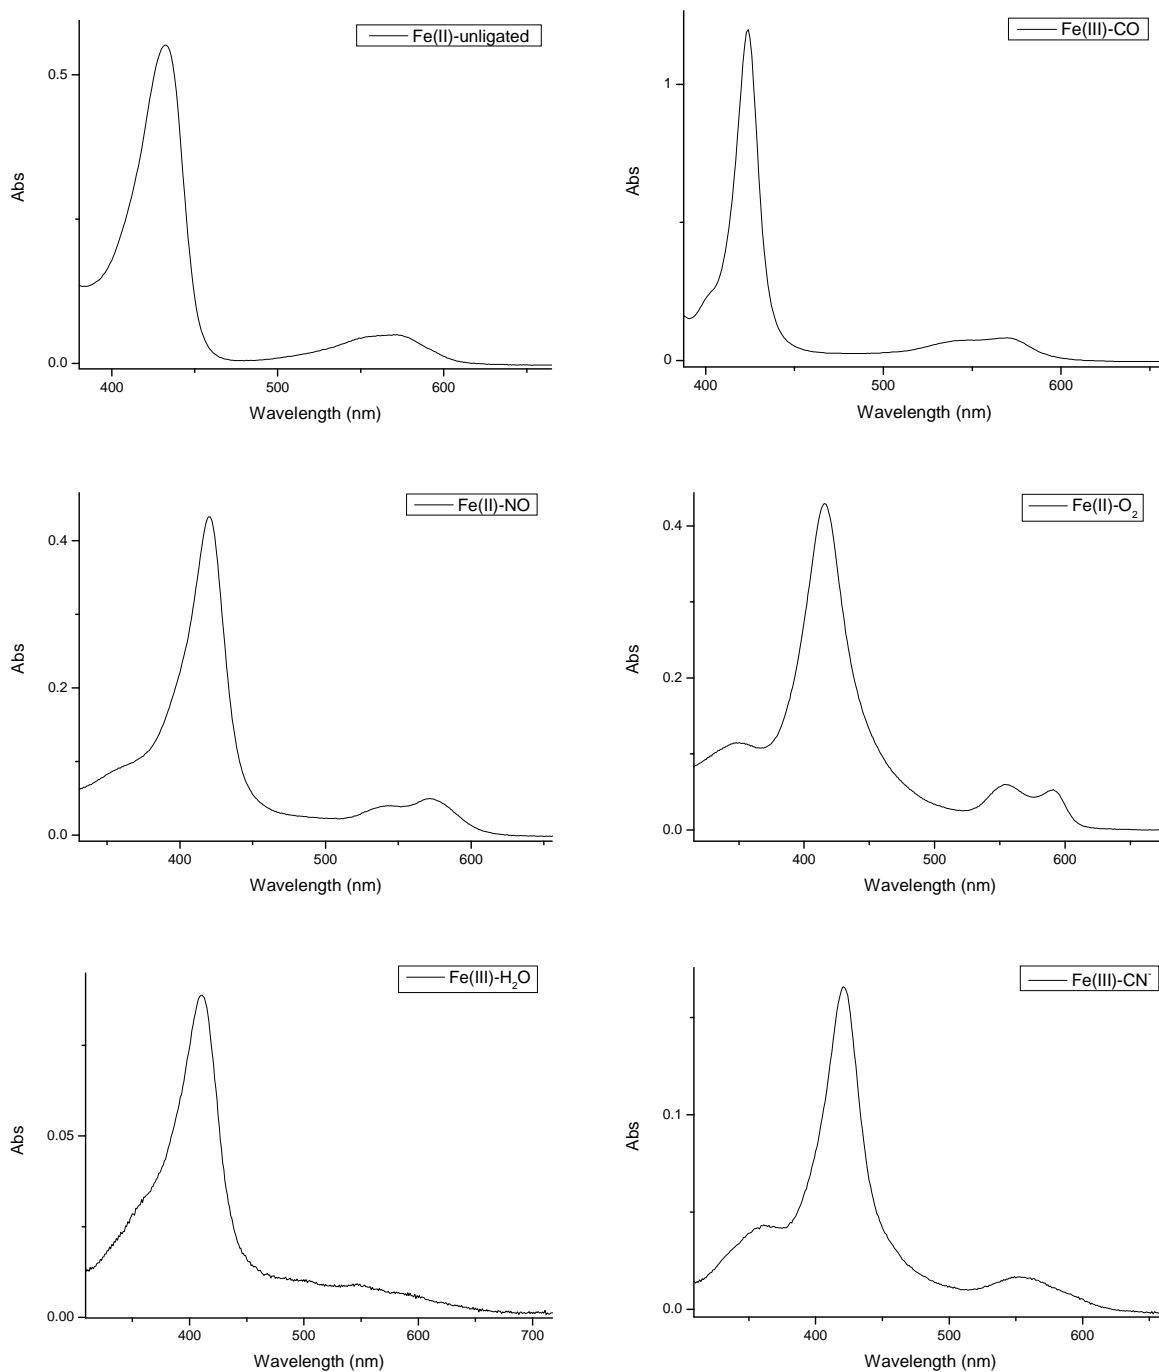 Fe(II)-unligated
0.5
0.0
Abs
400
500
600
Wavelength (nm)
Fe(III)-CO
1
0
Abs
400
500
600
Wavelength (nm)
Fe(II)-NO
0.4
0.2
0.0
Abs
400
500
600
Wavelength (nm)
Fe(II)-O₂
0.4
0.2
0.0
Abs
400
500
600
Wavelength (nm)
Fe(III)-H₂O
0.05
0.00
Abs
400
500
600
700
Wavelength (nm)
Fe(III)-CN⁻
0.1
0.0
Abs
400
500
600
Wavelength (nm)